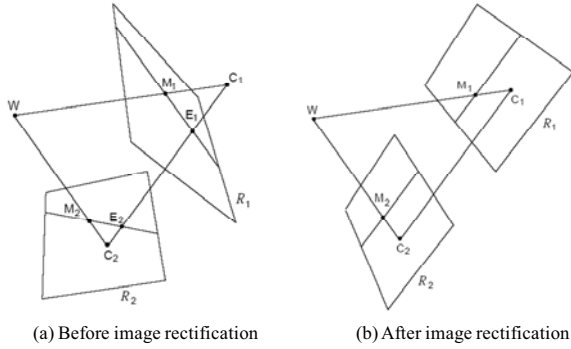 M1
C1
W
E1
M2
E2
C2
R1
R2
(a) Before image rectification
M1
C1
W
R1
M2
C2
R2
(b) After image rectification